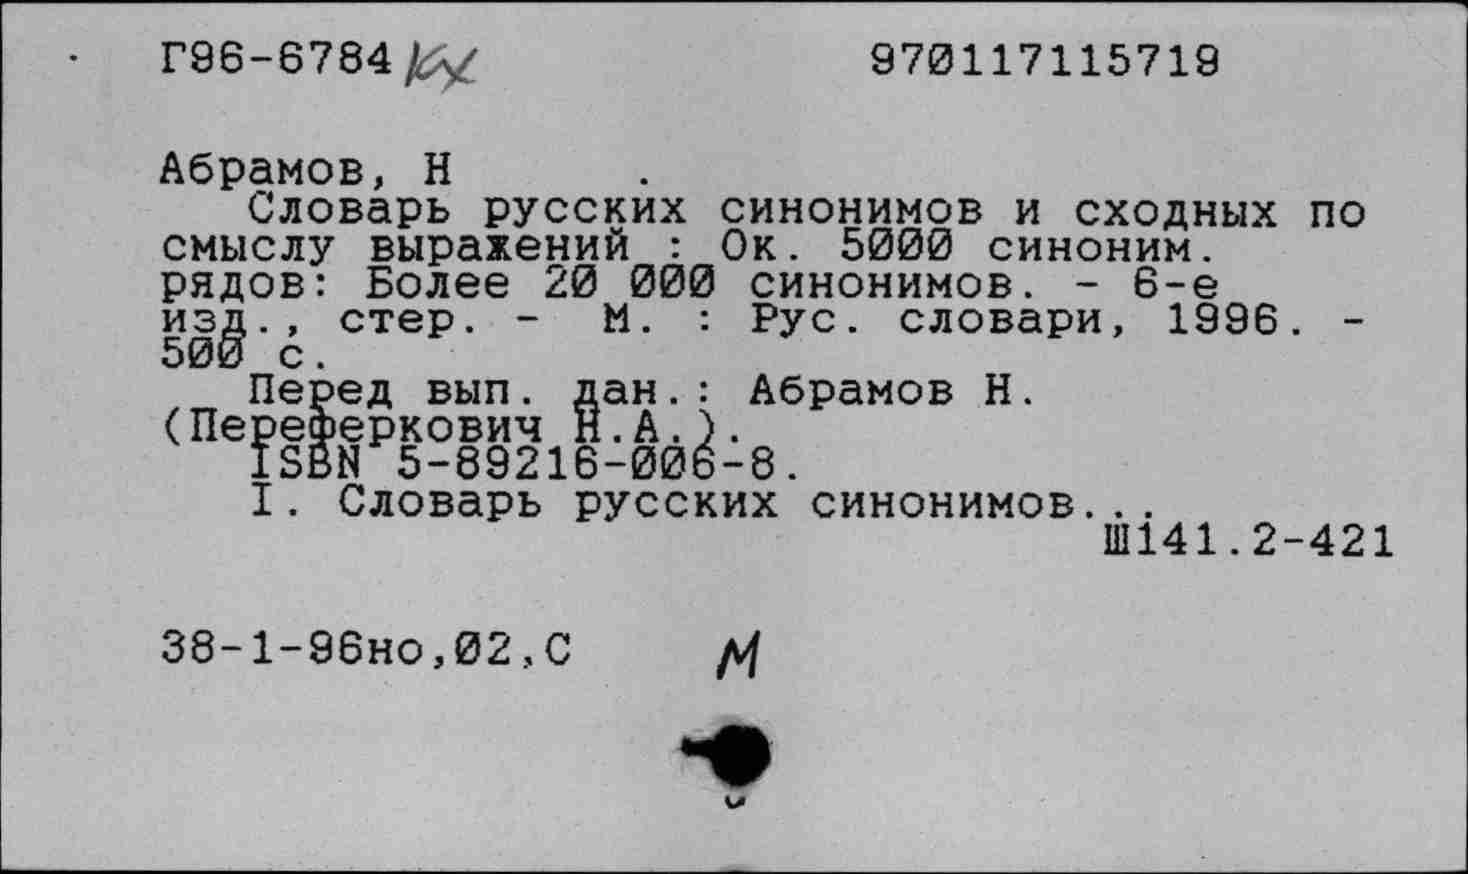 Г96-6784 970117115719
Абрамов, Н .
Словарь русских синонимов и сходных по
смыслу выражений : Ок. 5000 синоним.
рядов: Более 20 000 синонимов. - 6-е
изд., стер. - М. : Рус. словари, 1996. -
500 с.
Перед вып. дан.: Абрамов Н.
(Переферкович Н.А.).
ISBN 5-89216-006-8.
I. Словарь русских синонимов...
Ш141.2-421
38-1-96но,02,С М